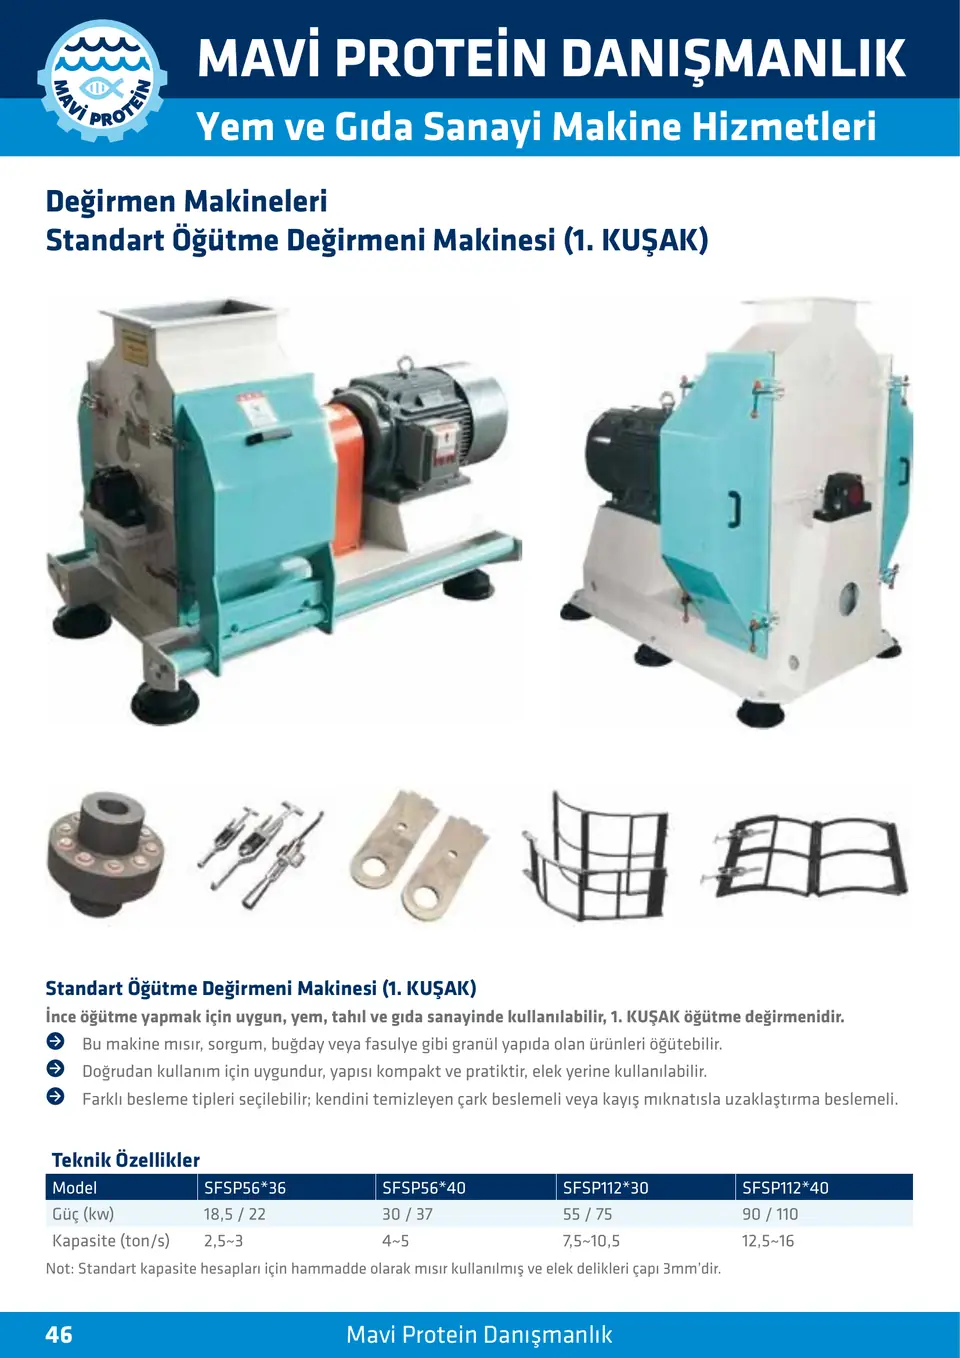 MAVİ PROTEİN
MAVİ PROTEİN DANIŞMANLIK
Yem ve Gıda Sanayi Makine Hizmetleri
Değirmen Makineleri
Standart Öğütme Değirmeni Makinesi (1. KUŞAK)
Standart Öğütme Değirmeni Makinesi (1. KUŞAK)
İnce öğütme yapmak için uygun, yem, tahıl ve gıda sanayinde kullanılabilir, 1. KUŞAK öğütme değirmenidir.
Bu makine mısır, sorgum, buğday veya fasulye gibi granül yapıda olan ürünleri öğütebilir.
Doğrudan kullanım için uygundur, yapısı kompakt ve pratiktir, elek yerine kullanılabilir.
Farklı besleme tipleri seçilebilir; kendini temizleyen çark beslemeli veya kayış mıknatısla uzaklaştırma beslemeli.
Teknik Özellikler
Model SFSP56*36 SFSP56*40 SFSP112*30 SFSP112*40
Güç (kw) 18,5 / 22 30 / 37 55 / 75 90 / 110
Kapasite (ton/s) 2,5~3 4~5 7,5~10,5 12,5~16
Not: Standart kapasite hesapları için hammadde olarak mısır kullanılmış ve elek delikleri çapı 3mm'dir.
46 Mavi Protein Danışmanlık